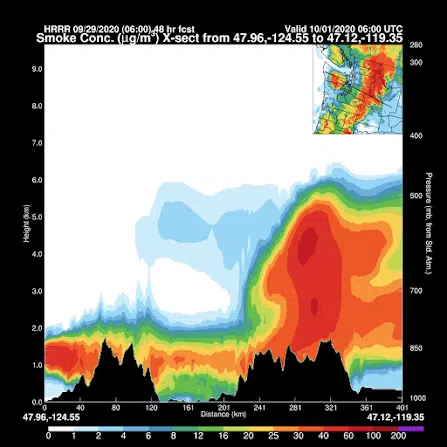 HRRR 09/29/2020 (06:00) 48 hr fcst Valid 10/01/2020 06:00 UTC
Smoke Conc. (μg/m³) X-sect from 47.96,-124.55 to 47.12,-119.35
280
9.0
300
8.0
7.0
400
6.0
500
5.0
Height (km)
Pressure (mb. from Std. Atm.)
4.0
3.0
700
2.0
850
1.0
0.0
1000
0 40 80 120 160 201 241 281 321 361 401
Distance (km)
47.96,-124.55 47.12,-119.35
0 1 2 4 6 8 12 16 20 25 30 40 60 100 200